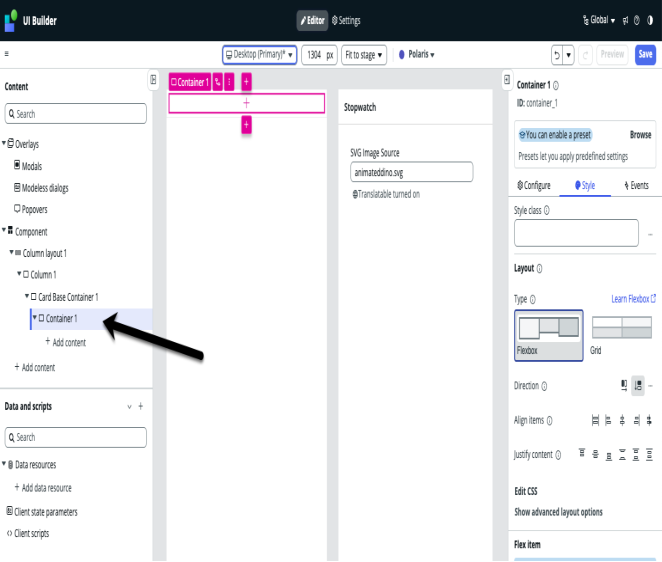 UI Builder
Editor
Settings
Global
Desktop (Primary)*
1304 px
Fit to stage
Polaris
Preview
Save
Content
Search
Overlays
Modals
Modeless dialogs
Popovers
Component
Column layout 1
Column 1
Card Base Container 1
Container 1
+ Add content
+ Add content
Data and scripts
Search
Data resources
+ Add data resource
Client state parameters
Client scripts
Container 1
Stopwatch
SVG Image Source
animateddino.svg
Translatable turned on
Container 1
ID: container_1
You can enable a preset
Browse
Presets let you apply predefined settings
Configure
Style
Events
Style class
Layout
Type
Learn Flexbox
Flexbox
Grid
Direction
Align items
Justify content
Edit CSS
Show advanced layout options
Flex item